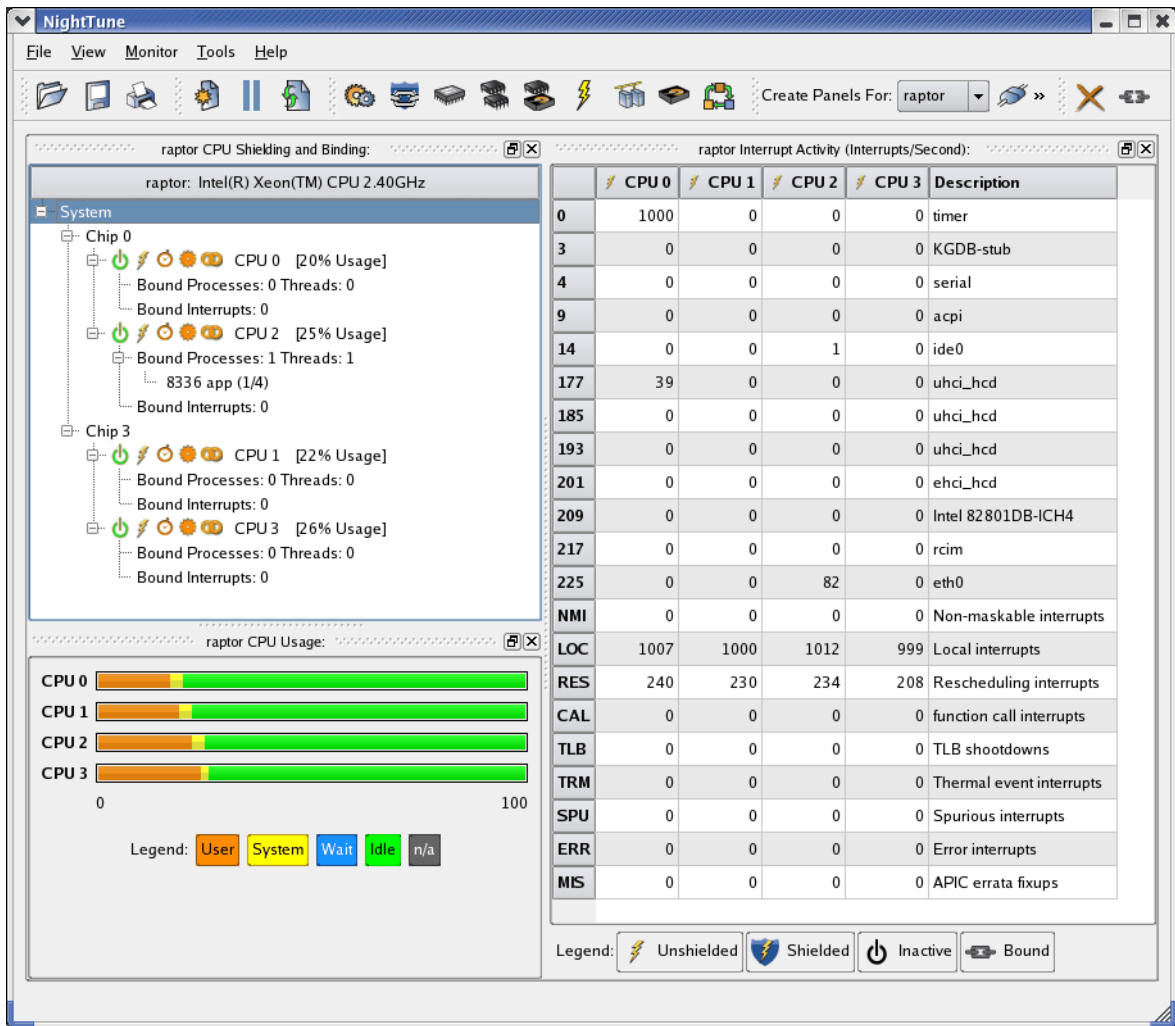 NightTune
File View Monitor Tools Help
Create Panels For: raptor »
raptor CPU Shielding and Binding:
raptor: Intel(R) Xeon(TM) CPU 2.40GHz
System
Chip 0
CPU 0 [20% Usage]
Bound Processes: 0 Threads: 0
Bound Interrupts: 0
CPU 2 [25% Usage]
Bound Processes: 1 Threads: 1
8336 app (1/4)
Bound Interrupts: 0
Chip 3
CPU 1 [22% Usage]
Bound Processes: 0 Threads: 0
Bound Interrupts: 0
CPU 3 [26% Usage]
Bound Processes: 0 Threads: 0
Bound Interrupts: 0
raptor CPU Usage:
CPU 0
CPU 1
CPU 2
CPU 3
0 100
Legend: User System Wait Idle n/a
raptor Interrupt Activity (Interrupts/Second):
CPU 0 CPU 1 CPU 2 CPU 3 Description
0 1000 0 0 0 timer
3 0 0 0 0 KGDB-stub
4 0 0 0 0 serial
9 0 0 0 0 acpi
14 0 0 1 0 ide0
177 39 0 0 0 uhci_hcd
185 0 0 0 0 uhci_hcd
193 0 0 0 0 uhci_hcd
201 0 0 0 0 ehci_hcd
209 0 0 0 0 Intel 82801DB-ICH4
217 0 0 0 0 rcim
225 0 0 82 0 eth0
NMI 0 0 0 0 Non-maskable interrupts
LOC 1007 1000 1012 999 Local interrupts
RES 240 230 234 208 Rescheduling interrupts
CAL 0 0 0 0 function call interrupts
TLB 0 0 0 0 TLB shootdowns
TRM 0 0 0 0 Thermal event interrupts
SPU 0 0 0 0 Spurious interrupts
ERR 0 0 0 0 Error interrupts
MIS 0 0 0 0 APIC errata fixups
Legend: Unshielded Shielded Inactive Bound